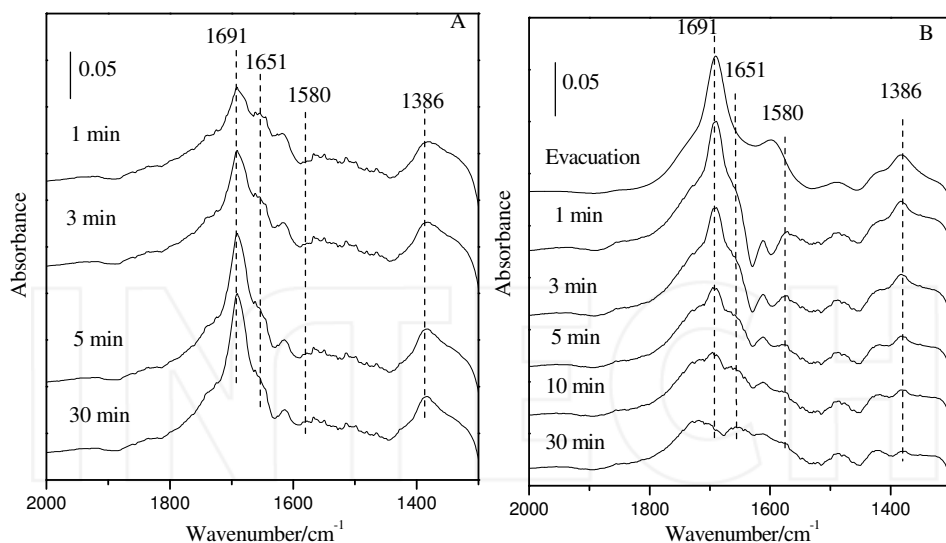 A
1691
1651
1580
1386
0.05
1 min
3 min
5 min
30 min
Absorbance
2000 1800 1600 1400
Wavenumber/cm-1
B
1691
1651
1580
1386
0.05
Evacuation
1 min
3 min
5 min
10 min
30 min
Absorbance
2000 1800 1600 1400
Wavenumber/cm-1
INTECH